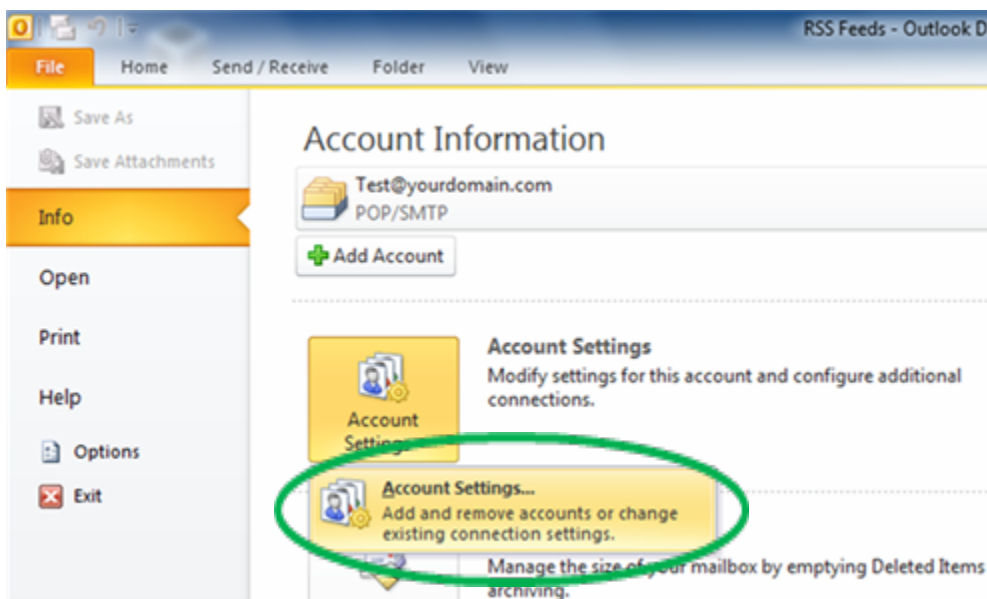 RSS Feeds - Outlook D
File Home Send / Receive Folder View
Save As
Save Attachments
Info
Open
Print
Help
Options
Exit
Account Information
Test@yourdomain.com
POP/SMTP
Add Account
Account
Settings
Account Settings
Modify settings for this account and configure additional
connections.
Account Settings...
Add and remove accounts or change
existing connection settings.
Manage the size of your mailbox by emptying Deleted Items
archiving.